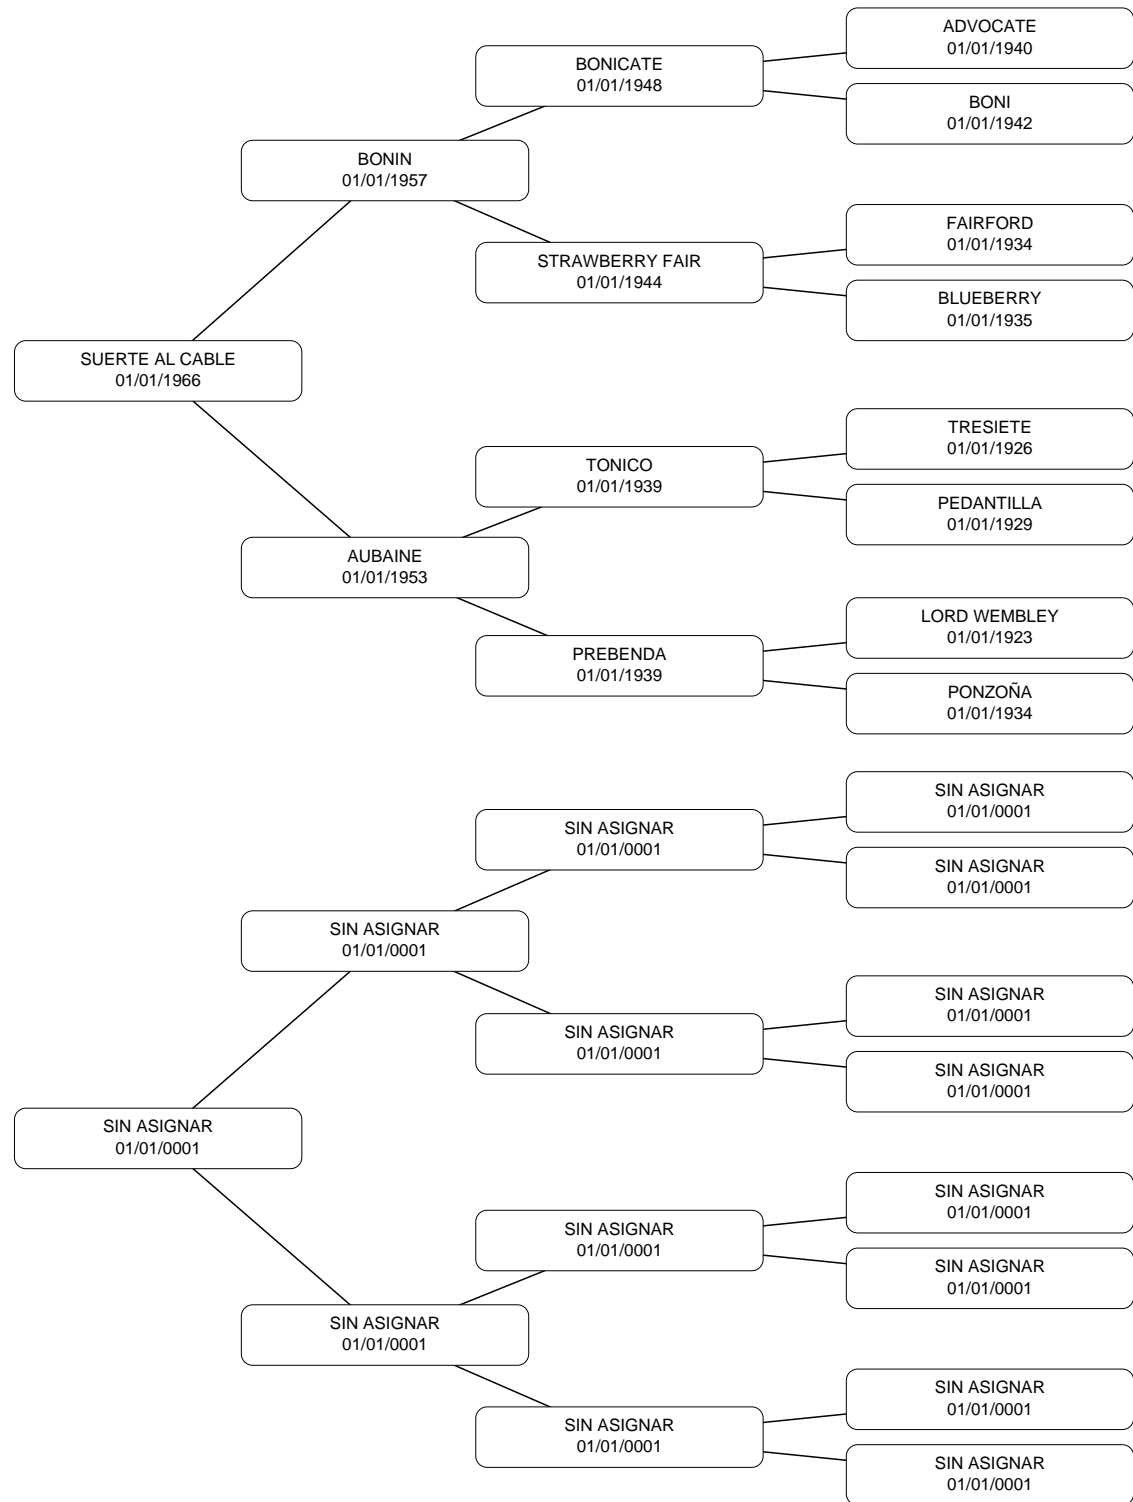 ADVOCATE
01/01/1940
BONICATE
01/01/1948
BONI
01/01/1942
BONIN
01/01/1957
FAIRFORD
01/01/1934
STRAWBERRY FAIR
01/01/1944
BLUEBERRY
01/01/1935
SUERTE AL CABLE
01/01/1966
TRESIETE
01/01/1926
TONICO
01/01/1939
PEDANTILLA
01/01/1929
AUBAINE
01/01/1953
LORD WEMBLEY
01/01/1923
PREBENDA
01/01/1939
PONZOÑA
01/01/1934
SIN ASIGNAR
01/01/0001
SIN ASIGNAR
01/01/0001
SIN ASIGNAR
01/01/0001
SIN ASIGNAR
01/01/0001
SIN ASIGNAR
01/01/0001
SIN ASIGNAR
01/01/0001
SIN ASIGNAR
01/01/0001
SIN ASIGNAR
01/01/0001
SIN ASIGNAR
01/01/0001
SIN ASIGNAR
01/01/0001
SIN ASIGNAR
01/01/0001
SIN ASIGNAR
01/01/0001
SIN ASIGNAR
01/01/0001
SIN ASIGNAR
01/01/0001
SIN ASIGNAR
01/01/0001